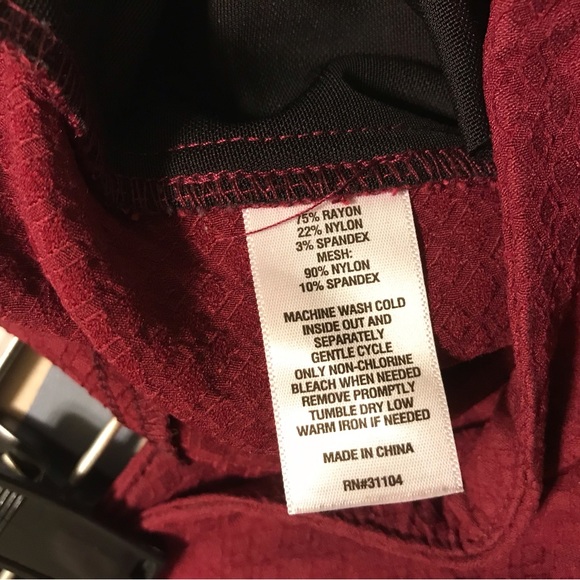 75% RAYON
22% NYLON
3% SPANDEX
MESH:
90% NYLON
10% SPANDEX
MACHINE WASH COLD
INSIDE OUT AND
SEPARATELY
GENTLE CYCLE
ONLY NON-CHLORINE
BLEACH WHEN NEEDED
REMOVE PROMPTLY
TUMBLE DRY LOW
WARM IRON IF NEEDED
MADE IN CHINA
RN#31104